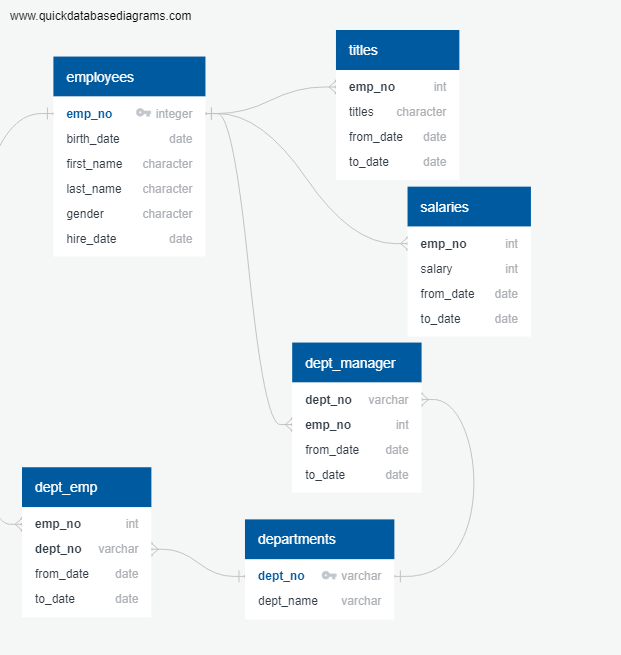 www.quickdatabasediagrams.com
employees
emp_no integer
birth_date date
first_name character
last_name character
gender character
hire_date date
titles
emp_no int
titles character
from_date date
to_date date
salaries
emp_no int
salary int
from_date date
to_date date
dept_manager
dept_no varchar
emp_no int
from_date date
to_date date
dept_emp
emp_no int
dept_no varchar
from_date date
to_date date
departments
dept_no varchar
dept_name varchar